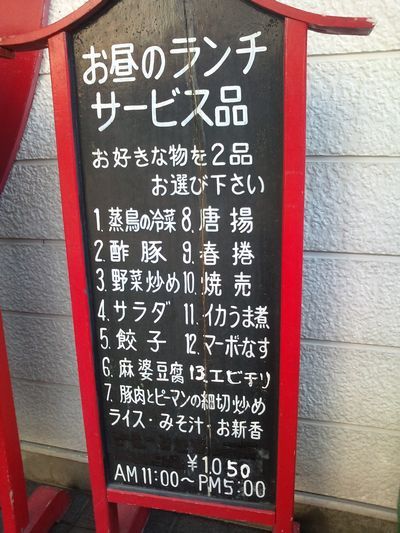 お昼のランチ
サービス品
お好きな物を2品
お選び下さい
1.蒸鳥の冷菜 8.唐揚
2.酢豚 9.春捲
3.野菜炒め 10.焼売
4.サラダ 11.イカうま煮
5.餃子 12.マーボなす
6.麻婆豆腐 13.エビチリ
7.豚肉とピーマンの細切炒め
ライス・みそ汁・お新香
¥1.050
AM11:00〜PM5:00